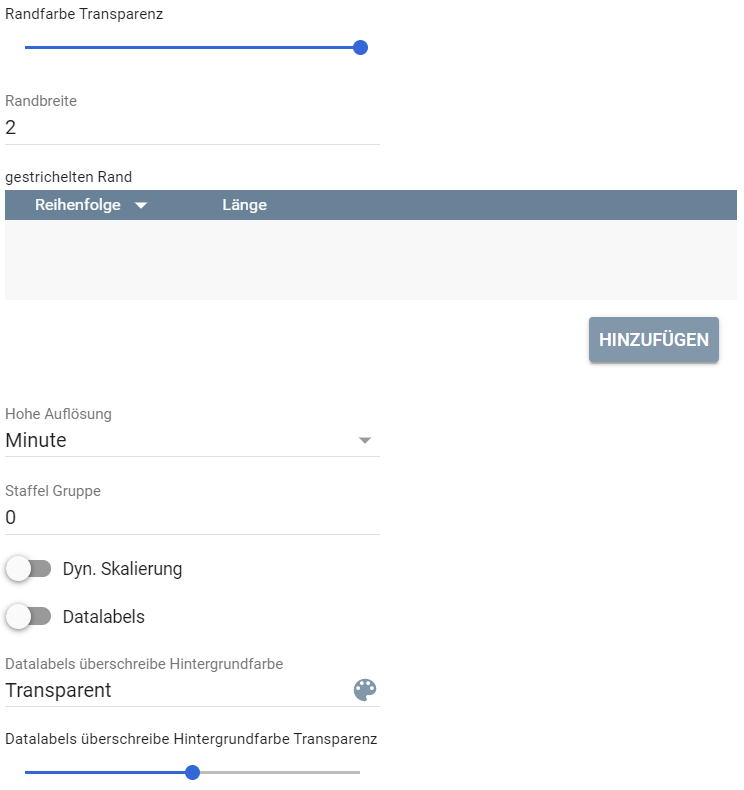 Randfarbe Transparenz
Randbreite
2
gestrichelten Rand
Reihenfolge Länge
HINZUFÜGEN
Hohe Auflösung
Minute
Staffel Gruppe
0
Dyn. Skalierung
Datalabels
Datalabels überschreibe Hintergrundfarbe
Transparent
Datalabels überschreibe Hintergrundfarbe Transparenz